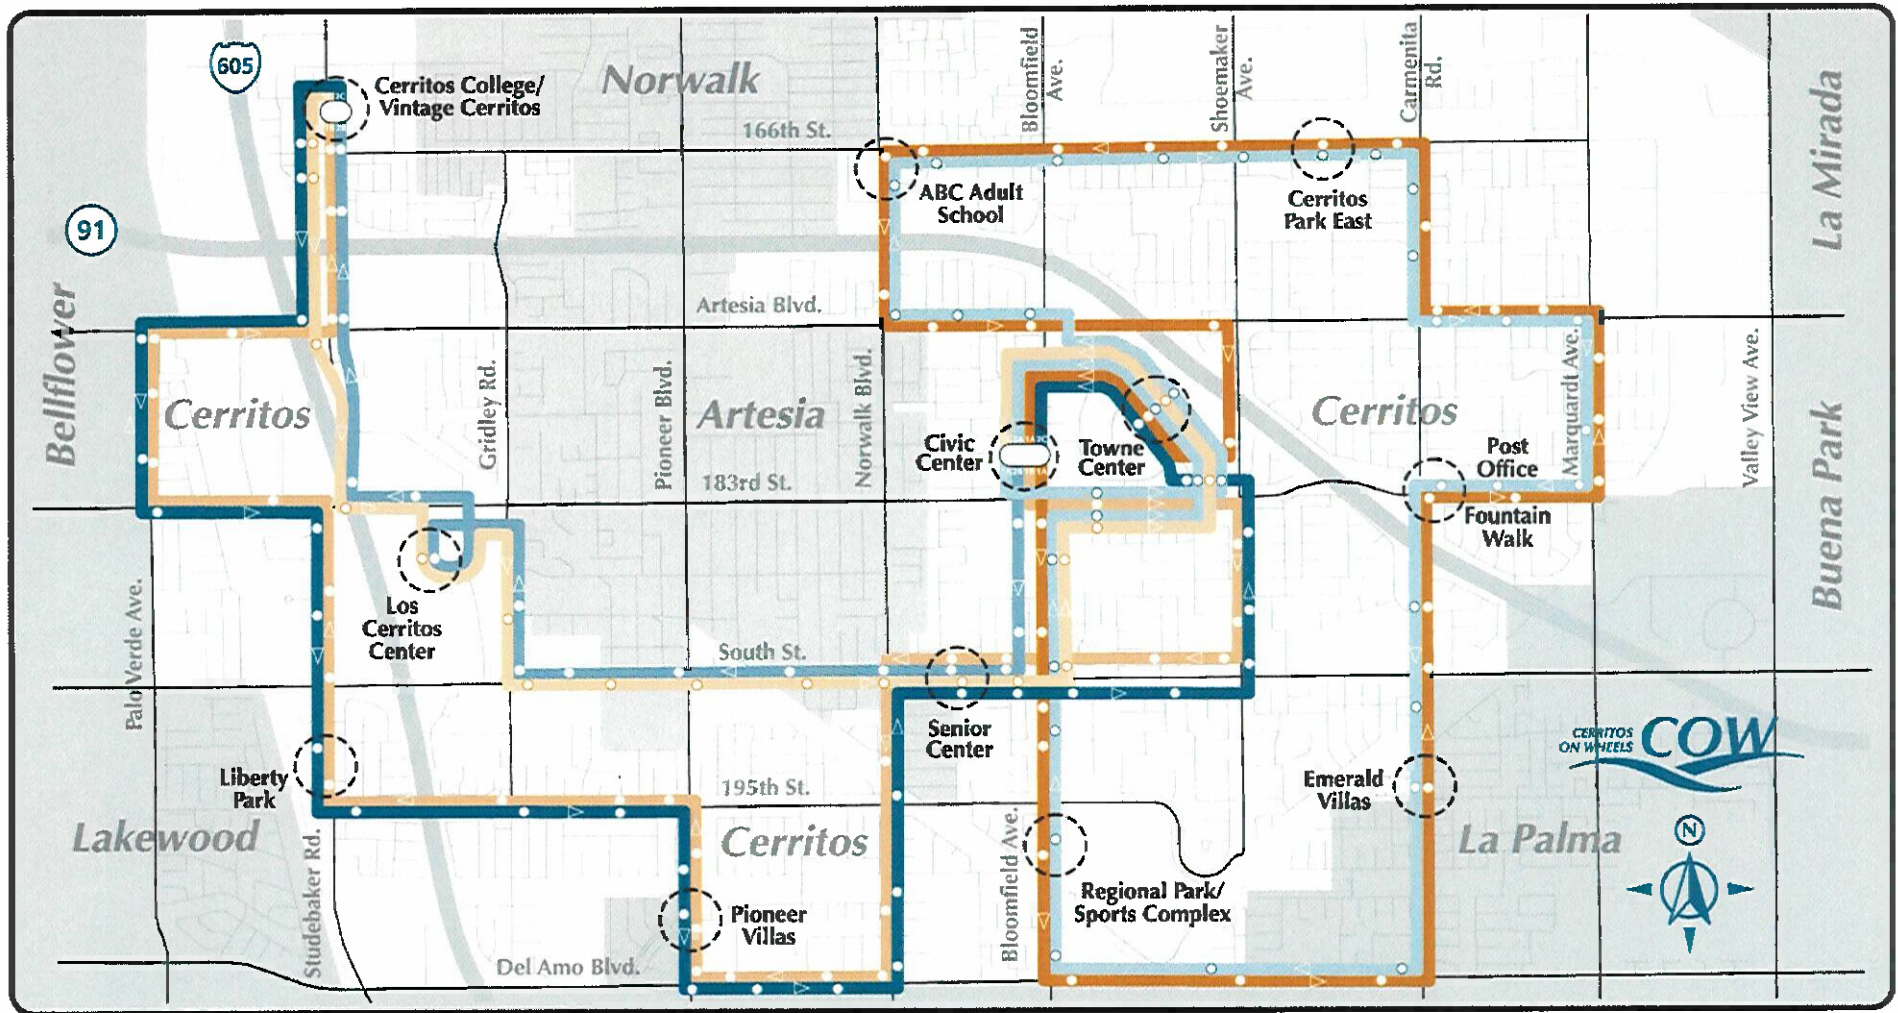 605
Cerritos College/
Vintage Cerritos
Norwalk
166th St.
Bloomfield
Ave.
Shoemaker
Ave.
Carmenita
Rd.
La Mirada
91
ABC Adult
School
Cerritos
Park East
Bellflower
Artesia Blvd.
Cerritos
Gridley Rd.
Pioneer Blvd.
Artesia
Norwalk Blvd.
Civic
Center
Towne
Center
Cerritos
Post
Office
Marquardt Ave.
Valley View Ave.
Buena Park
183rd St.
Fountain
Walk
Palo Verde Ave.
Los
Cerritos
Center
South St.
Senior
Center
CERRITOS
ON WHEELS
COW
Liberty
Park
195th St.
Emerald
Villas
Lakewood
Studebaker Rd.
Cerritos
Bloomfield Ave.
La Palma
N
Regional Park/
Sports Complex
Pioneer
Villas
Del Amo Blvd.